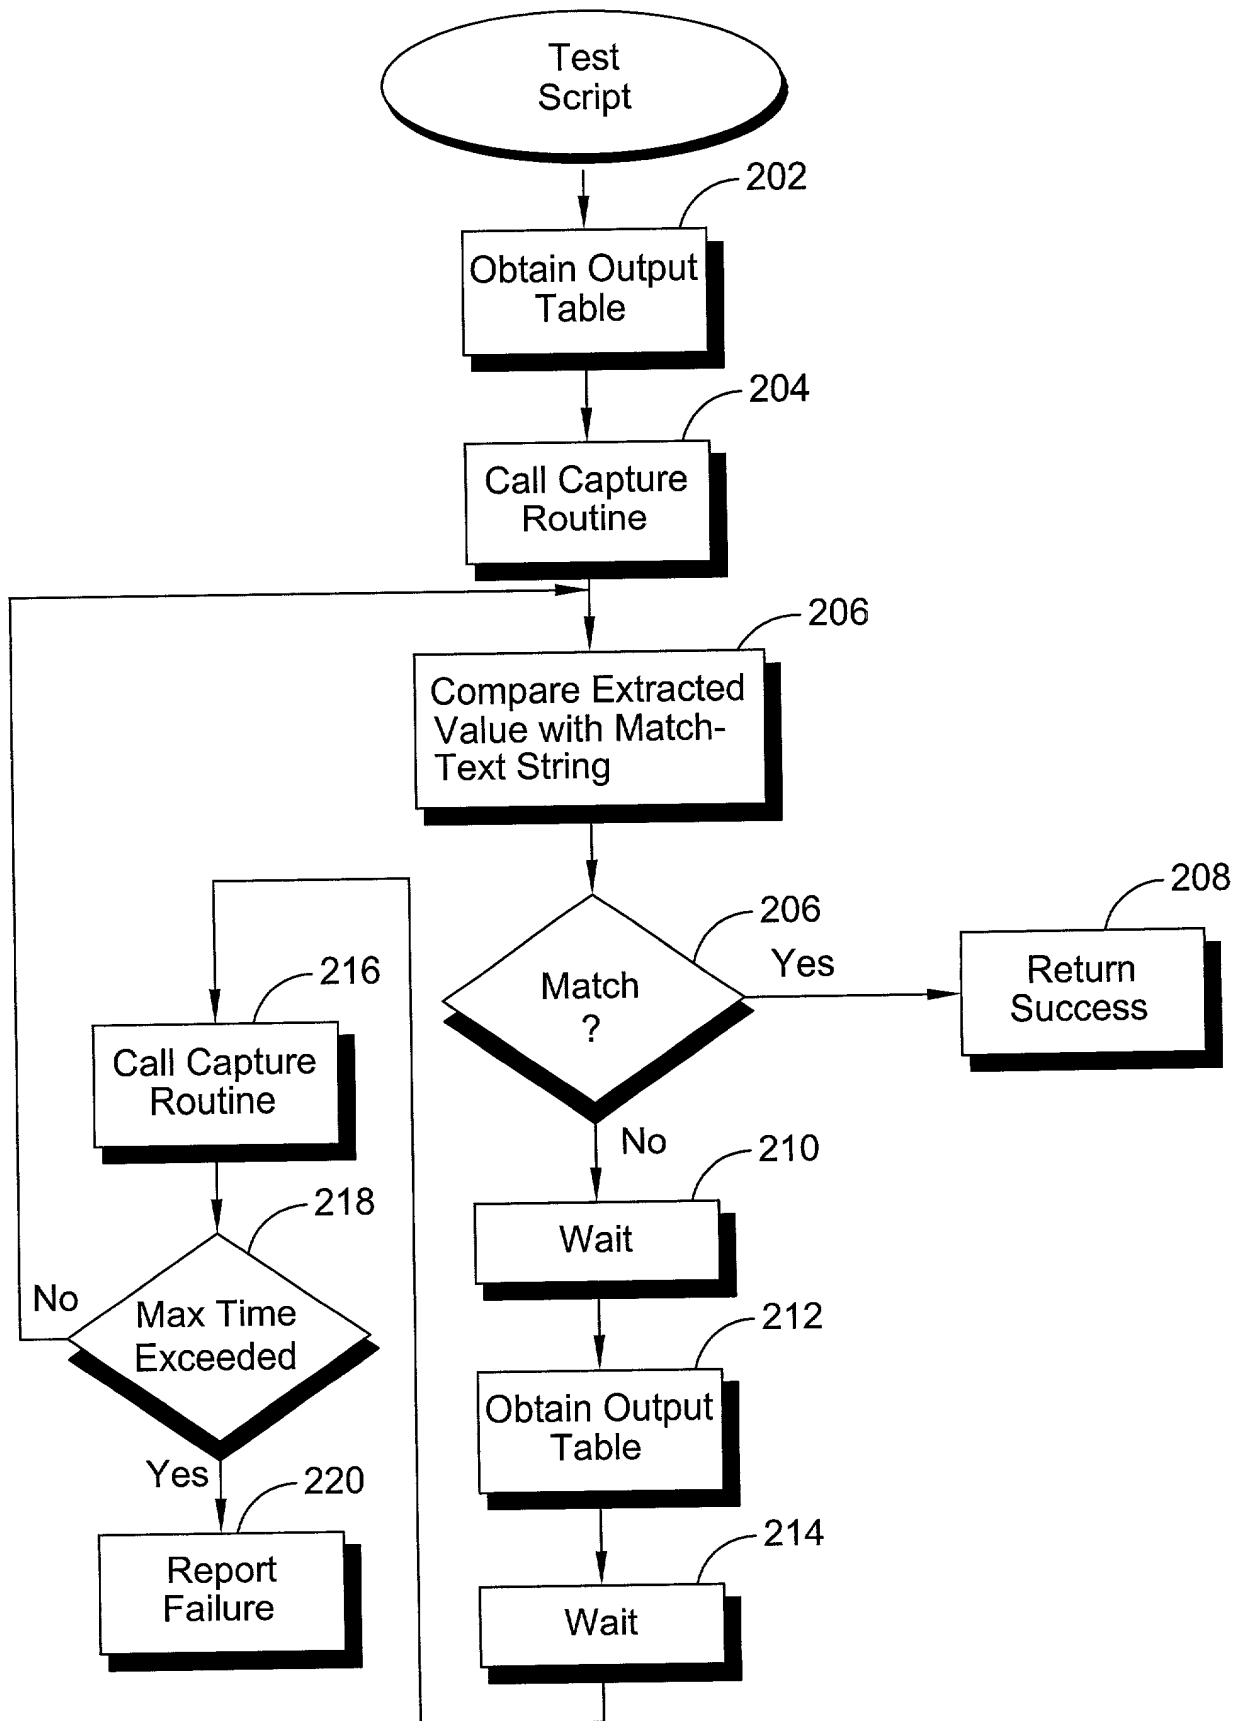 Test
Script
202
Obtain Output
Table
204
Call Capture
Routine
206
Compare Extracted
Value with Match-
Text String
206
Match
?
Yes
208
Return
Success
No
210
Wait
212
Obtain Output
Table
214
Wait
216
Call Capture
Routine
218
Max Time
Exceeded
No
Yes
220
Report
Failure